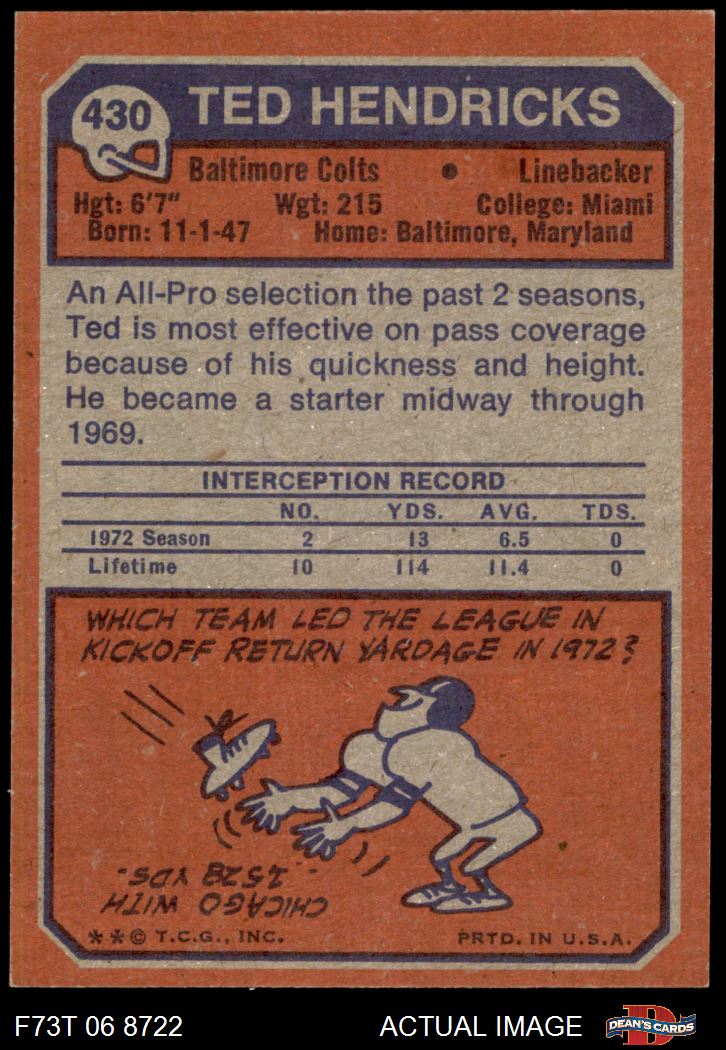 430
TED HENDRICKS
Baltimore Colts • Linebacker
Hgt: 6'7" Wgt: 215 College: Miami
Born: 11-1-47 Home: Baltimore, Maryland
An All-Pro selection the past 2 seasons,
Ted is most effective on pass coverage
because of his quickness and height.
He became a starter midway through
1969.
INTERCEPTION RECORD
NO. YDS. AVG. TDS.
1972 Season 2 13 6.5 0
Lifetime 10 114 11.4 0
WHICH TEAM LED THE LEAGUE IN
KICKOFF RETURN YARDAGE IN 1972?
CHICAGO WITH
1528 YDS.
* * © T.C.G., INC. PRTD. IN U.S.A.
F73T 06 8722 ACTUAL IMAGE
D
DEAN'S CARDS